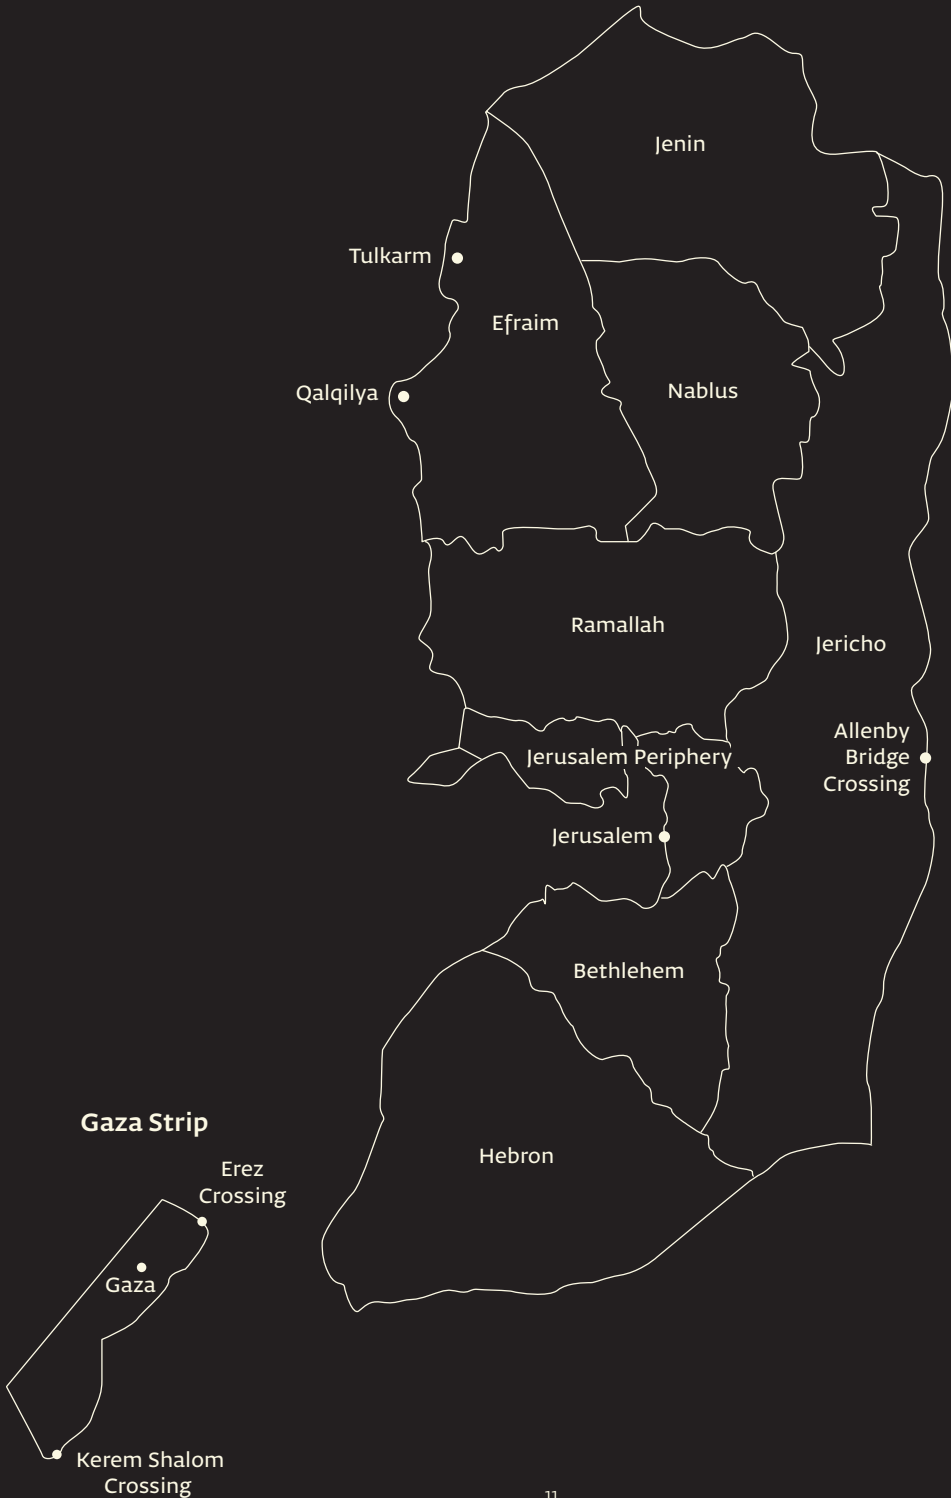 Jenin
Tulkarm
Efraim
Qalqilya
Nablus
Ramallah
Jericho
Allenby
Bridge
Crossing
Jerusalem Periphery
Jerusalem
Bethlehem
Gaza Strip
Hebron
Erez
Crossing
Gaza
Kerem Shalom
Crossing
11